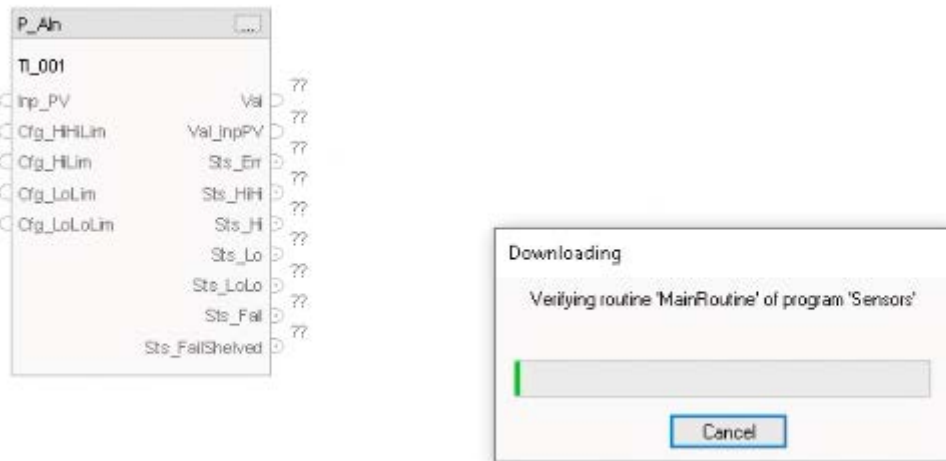 P_AIn
...
TI_001
Inp_PV Val ??
Cfg_HiHiLim Val_InpPV ??
Cfg_HiLim Sts_Err ??
Cfg_LoLim Sts_HiHi ??
Cfg_LoLoLim Sts_Hi ??
Sts_Lo ??
Sts_LoLo ??
Sts_Fail ??
Sts_FailShelved ??
Downloading
Verifying routine 'MainRoutine' of program 'Sensors'
Cancel